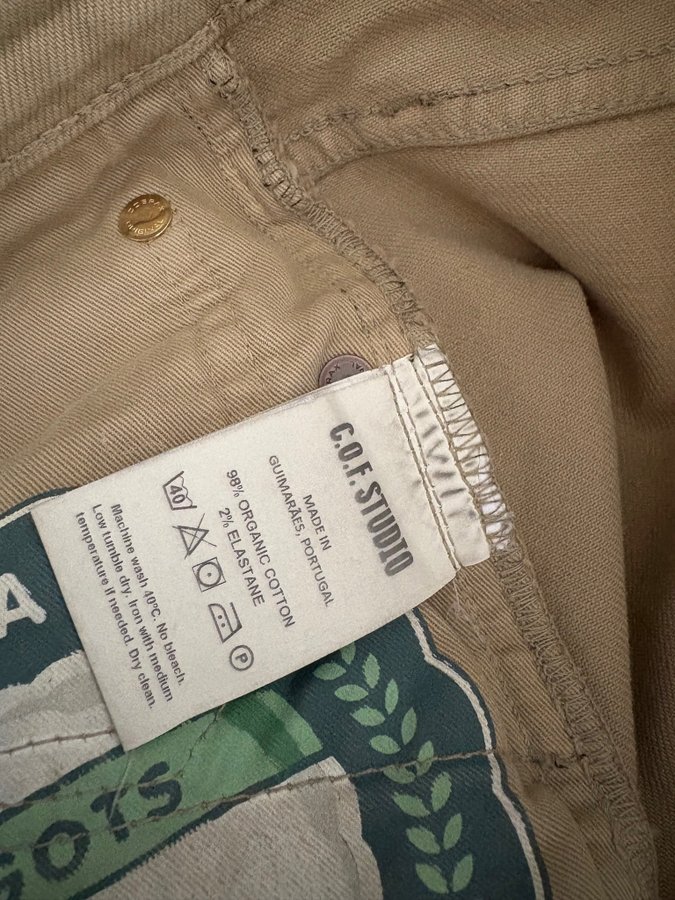 C.O.F. STUDIO
MADE IN
GUIMARÃES, PORTUGAL
98% ORGANIC COTTON
2% ELASTANE
40
P
Machine wash 40°C. No bleach.
Low tumble dry. Iron with medium
temperature if needed. Dry clean.
A
GOTS